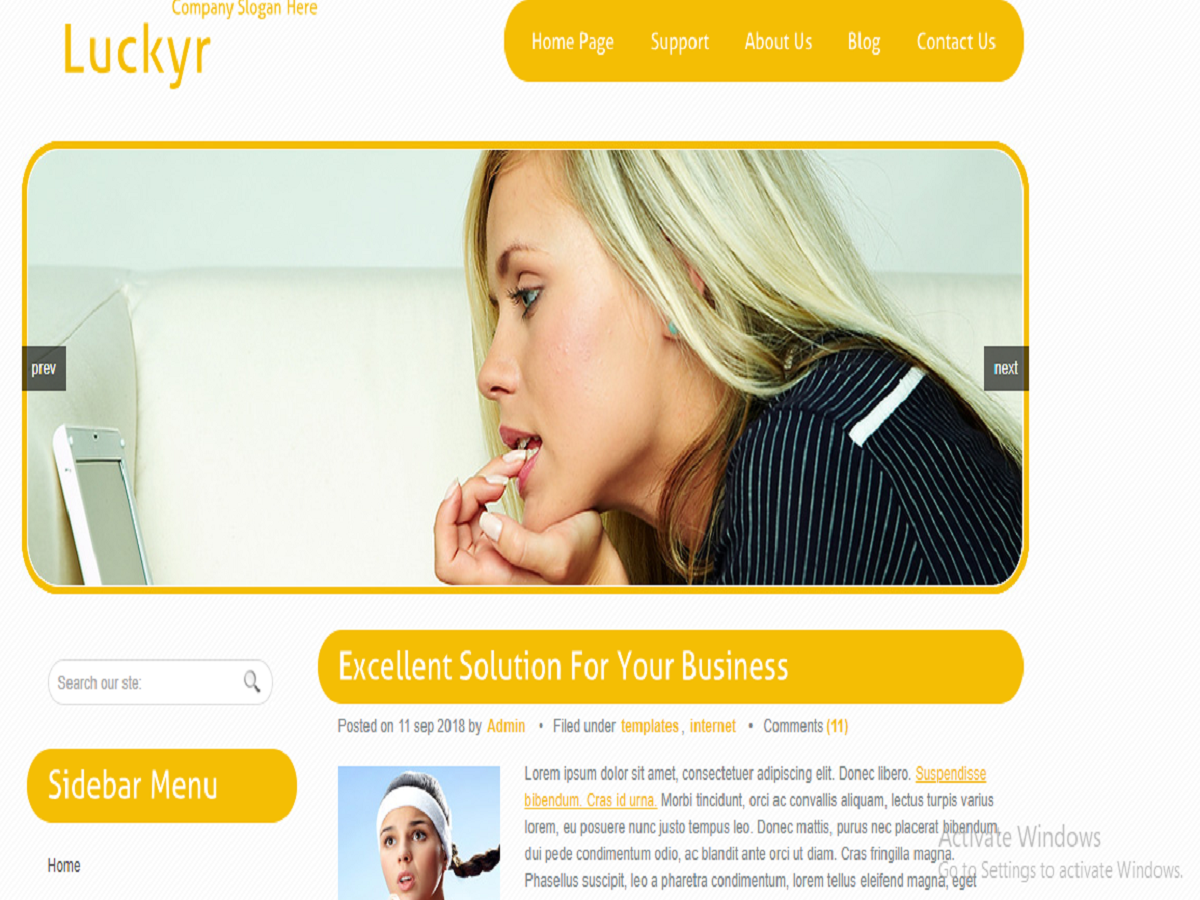 Company Slogan Here
Luckyr
Home Page Support About Us Blog Contact Us
prev
next
Search our ste:
Excellent Solution For Your Business
Posted on 11 sep 2018 by Admin • Filed under templates, internet • Comments (11)
Sidebar Menu
Home
Lorem ipsum dolor sit amet, consectetuer adipiscing elit. Donec libero. Suspendisse
bibendum. Cras id urna. Morbi tincidunt, orci ac convallis aliquam, lectus turpis varius
lorem, eu posuere nunc justo tempus leo. Donec mattis, purus nec placerat bibendum,
dui pede condimentum odio, ac blandit ante orci ut diam. Cras fringilla magna.
Phasellus suscipit, leo a pharetra condimentum, lorem tellus eleifend magna, eget
Activate Windows
Go to Settings to activate Windows.